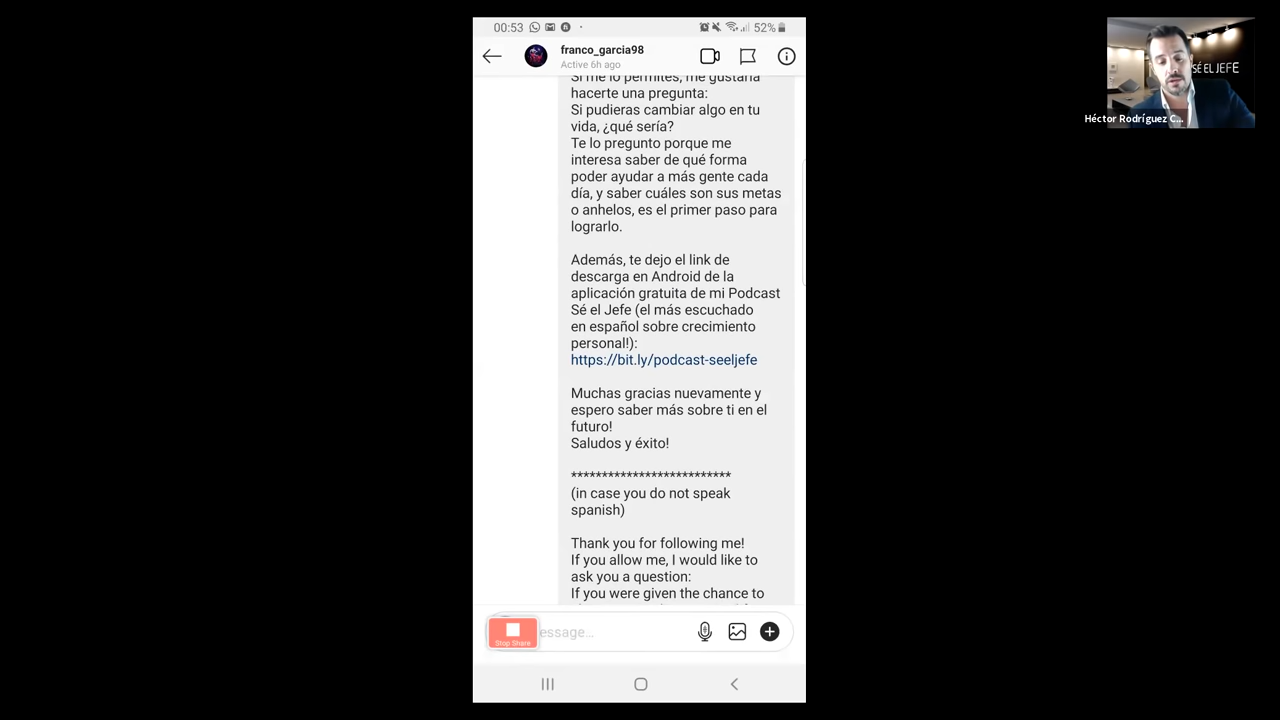 00:53
52%
franco_garcia98
Active 6h ago
Si me lo permites, me gustaría
hacerte una pregunta:
Si pudieras cambiar algo en tu
vida, ¿qué sería?
Te lo pregunto porque me
interesa saber de qué forma
poder ayudar a más gente cada
día, y saber cuáles son sus metas
o anhelos, es el primer paso para
lograrlo.
Además, te dejo el link de
descarga en Android de la
aplicación gratuita de mi Podcast
Sé el Jefe (el más escuchado
en español sobre crecimiento
personal!):
https://bit.ly/podcast-seeljefe
Muchas gracias nuevamente y
espero saber más sobre ti en el
futuro!
Saludos y éxito!
**************************
(in case you do not speak
spanish)
Thank you for following me!
If you allow me, I would like to
ask you a question:
If you were given the chance to
Stop Share
essage...
SÉ EL JEFE
Héctor Rodríguez C...